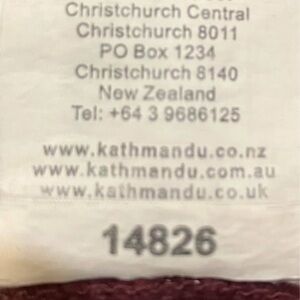 Christchurch Central
Christchurch 8011
PO Box 1234
Christchurch 8140
New Zealand
Tel: +64 3 9686125
www.kathmandu.co.nz
www.kathmandu.com.au
www.kathmandu.co.uk
14826